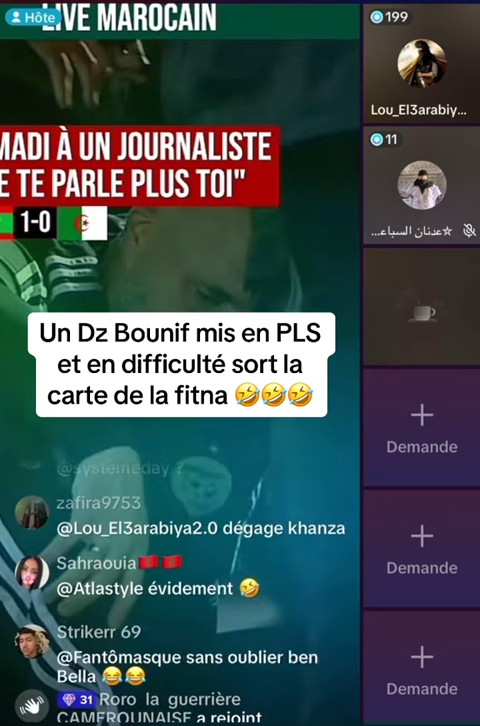 Hôte
LIVE MAROCAIN
199
MADI À UN JOURNALISTE
E TE PARLE PLUS TOI"
1-0
Lou_El3arabiy...
11
...عدنان السباعـ☆
Un Dz Bounif mis en PLS
et en difficulté sort la
carte de la fitna 🤣🤣🤣
Demande
@systemeday ?
zafira9753
@Lou_El3arabiya2.0 dégage khanza
Sahraouia🇲🇦🇲🇦
@Atlastyle évidement 🤣
Demande
Strikerr 69
@Fantômasque sans oublier ben
Bella 😂😂
Demande
31 Roro la guerrière
CAMEROUNAISE a rejoint